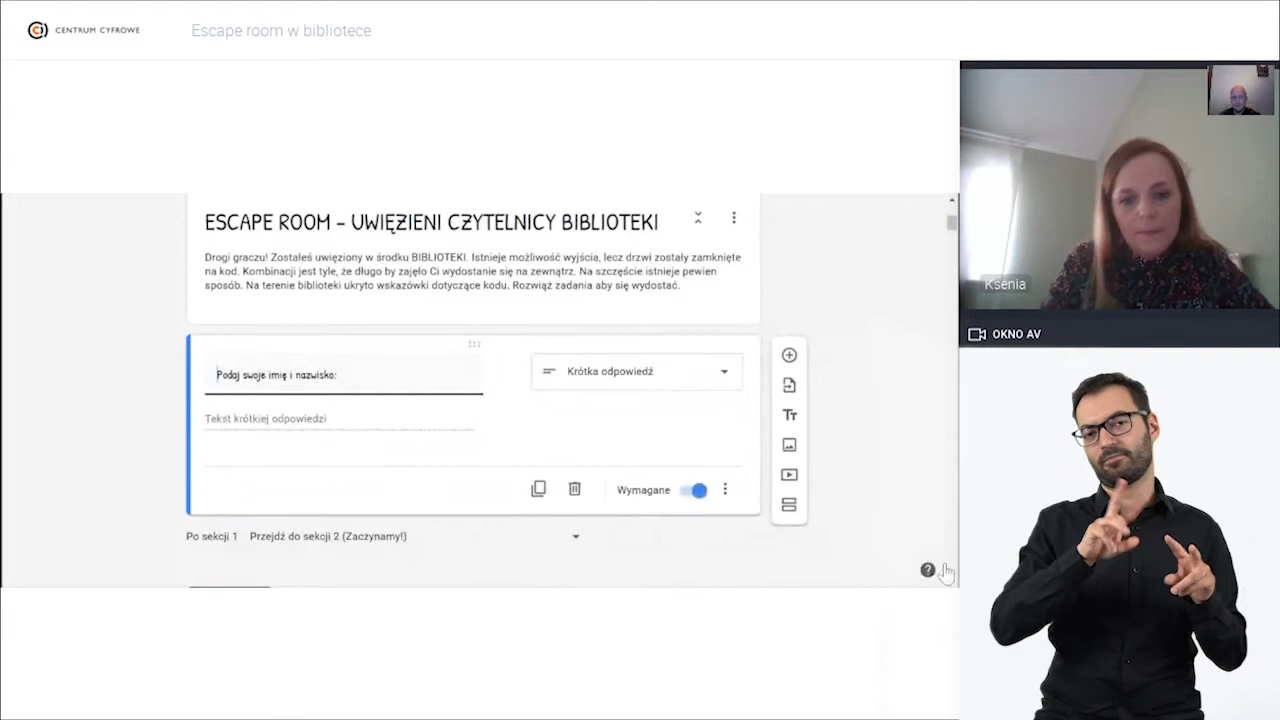 CENTRUM CYFROWE
Escape room w bibliotece
ESCAPE ROOM – UWIĘZIENI CZYTELNICY BIBLIOTEKI
Drogi graczu! Zostałeś uwięziony w środku BIBLIOTEKI. Istnieje możliwość wyjścia, lecz drzwi zostały zamknięte
na kod. Kombinacji jest tyle, że długo by zajęło Ci wydostanie się na zewnątrz. Na szczęście istnieje pewien
sposób. Na terenie biblioteki ukryto wskazówki dotyczące kodu. Rozwiąż zadania aby się wydostać.
Podaj swoje imię i nazwisko:
Krótka odpowiedź
Tekst krótkiej odpowiedzi
Wymagane
Po sekcji 1 Przejdź do sekcji 2 (Zaczynamy!)
Tт
?
Ksenia
OKNO AV